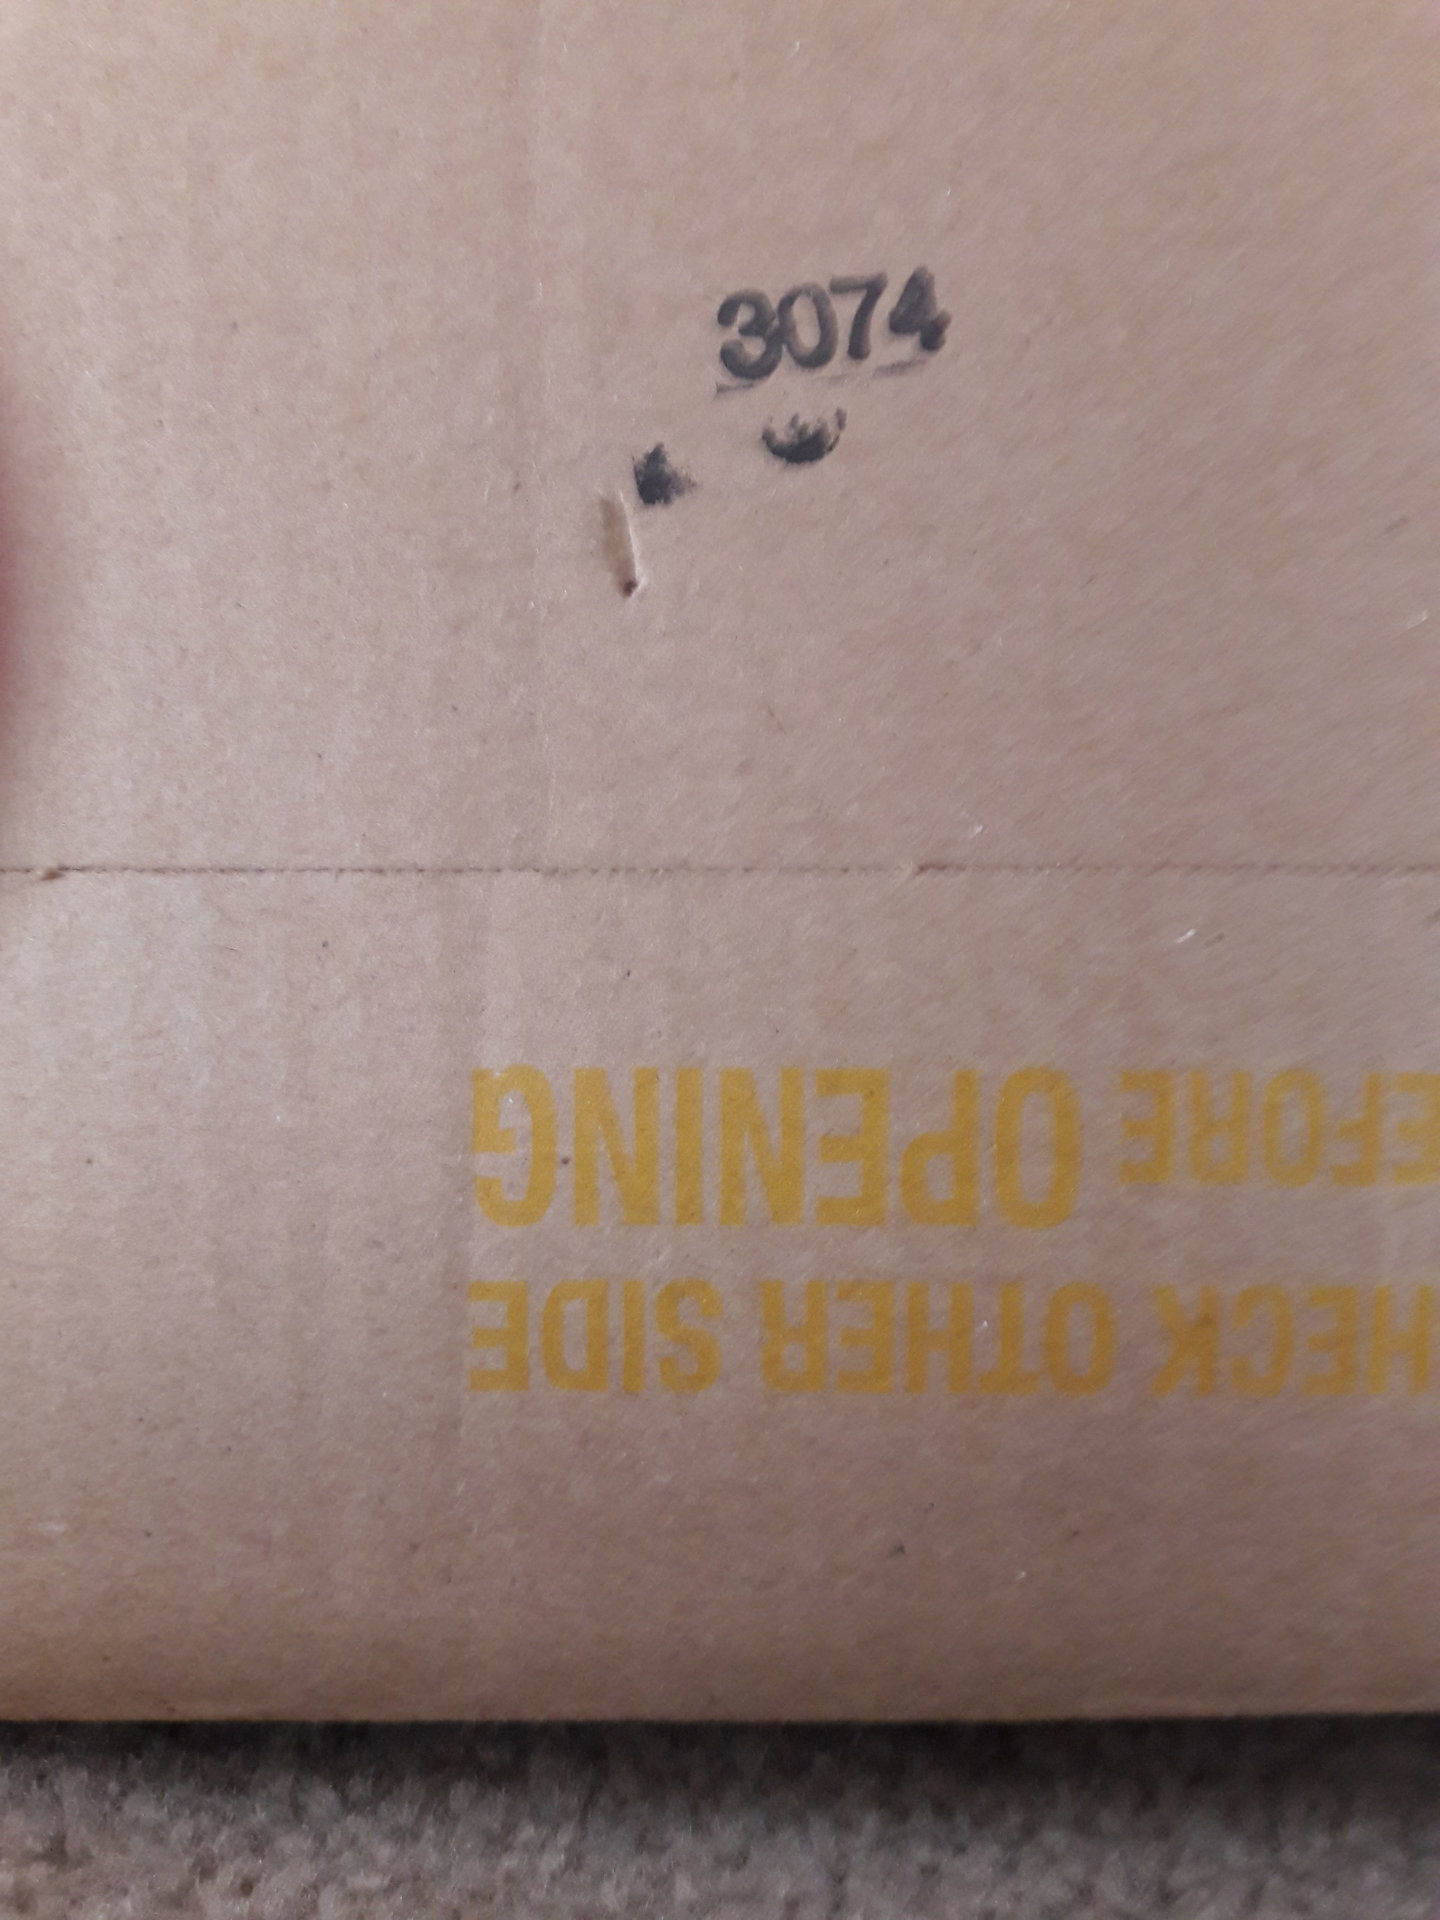 3074
HECK OTHER SIDE
EFORE OPENING